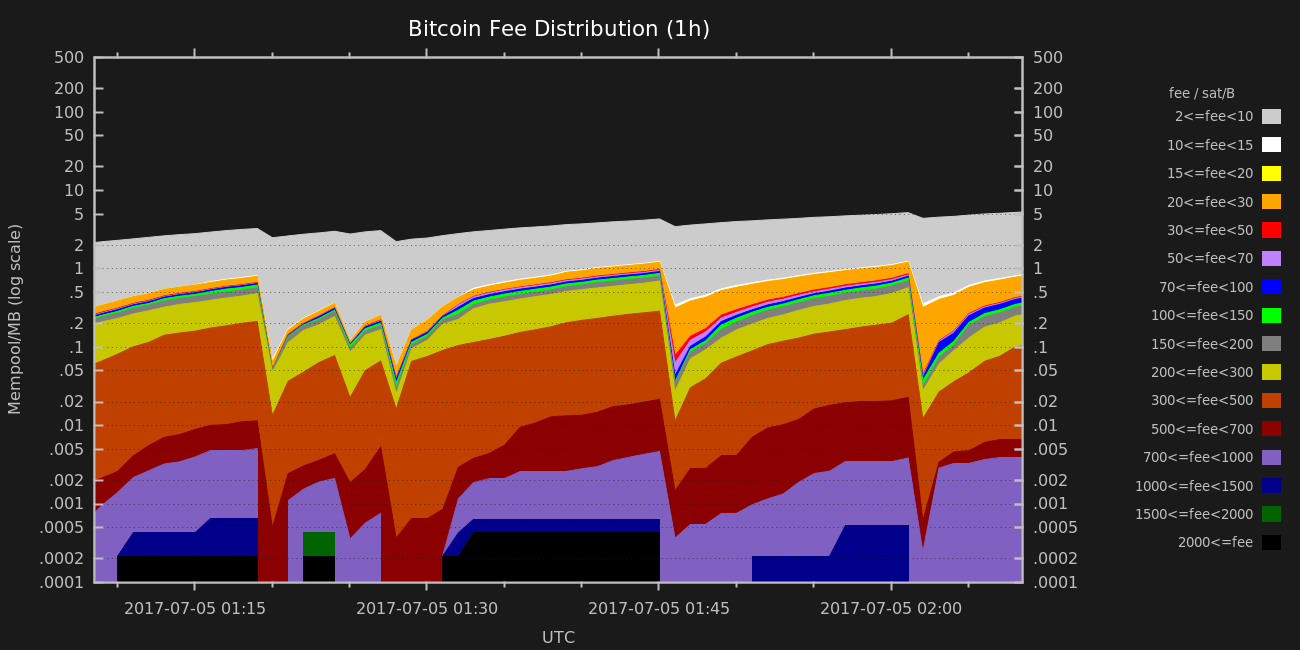 Bitcoin Fee Distribution (1h)
Mempool/MB (log scale)
500
200
100
50
20
10
5
2
1
.5
.2
.1
.05
.02
.01
.005
.002
.001
.0005
.0002
.0001
500
200
100
50
20
10
5
2
1
.5
.2
.1
.05
.02
.01
.005
.002
.001
.0005
.0002
.0001
2017-07-05 01:15
2017-07-05 01:30
2017-07-05 01:45
2017-07-05 02:00
UTC
fee / sat/B
2<=fee<10
10<=fee<15
15<=fee<20
20<=fee<30
30<=fee<50
50<=fee<70
70<=fee<100
100<=fee<150
150<=fee<200
200<=fee<300
300<=fee<500
500<=fee<700
700<=fee<1000
1000<=fee<1500
1500<=fee<2000
2000<=fee